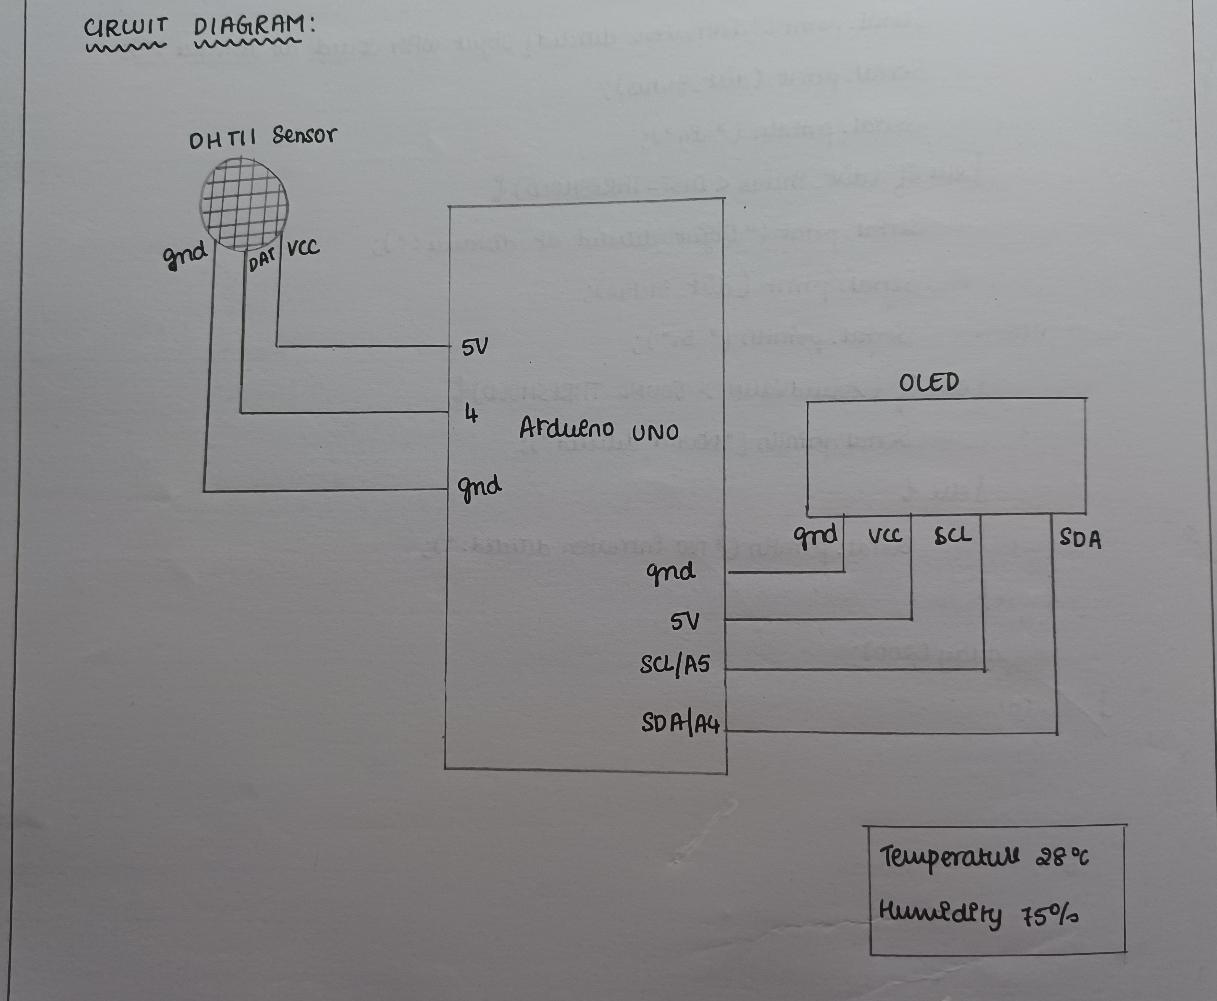 CIRCUIT DIAGRAM:
DHT11 Sensor
gnd DAT VCC
5V
4
Arduino UNO
gnd
OLED
gnd VCC SCL SDA
gnd
5V
SCL/A5
SDA/A4
Temperature 28°C
Humidity 75%